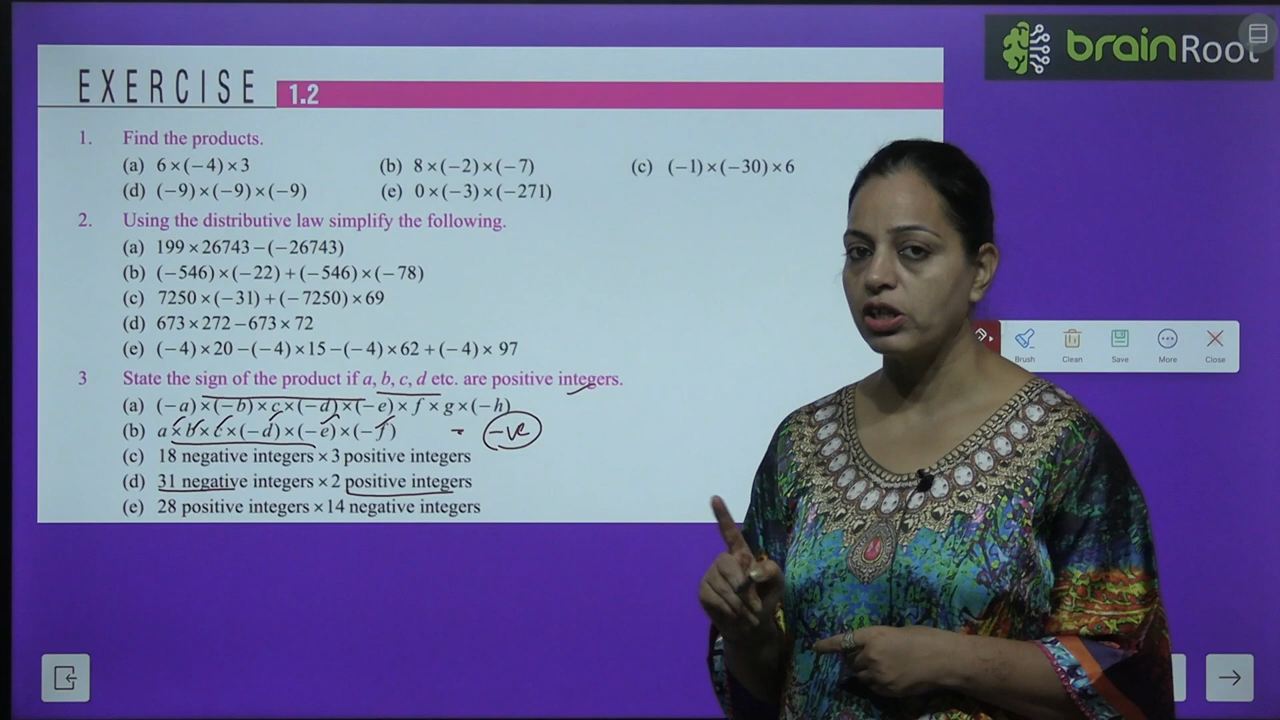 brainRoot
EXERCISE 1.2
1. Find the products.
(a) 6×(−4)×3 (b) 8×(−2)×(−7) (c) (−1)×(−30)×6
(d) (−9)×(−9)×(−9) (e) 0×(−3)×(−271)
2. Using the distributive law simplify the following.
(a) 199×26743−(−26743)
(b) (−546)×(−22)+(−546)×(−78)
(c) 7250×(−31)+(−7250)×69
(d) 673×272−673×72
(e) (−4)×20−(−4)×15−(−4)×62+(−4)×97
3 State the sign of the product if a, b, c, d etc. are positive integers.
(a) (−a)×(−b)×c×(−d)×(−e)×f×g×(−h)
(b) a×b×c×(−d)×(−e)×(−f) = −ve
(c) 18 negative integers×3 positive integers
(d) 31 negative integers×2 positive integers
(e) 28 positive integers×14 negative integers
Brush Clean Save More Close